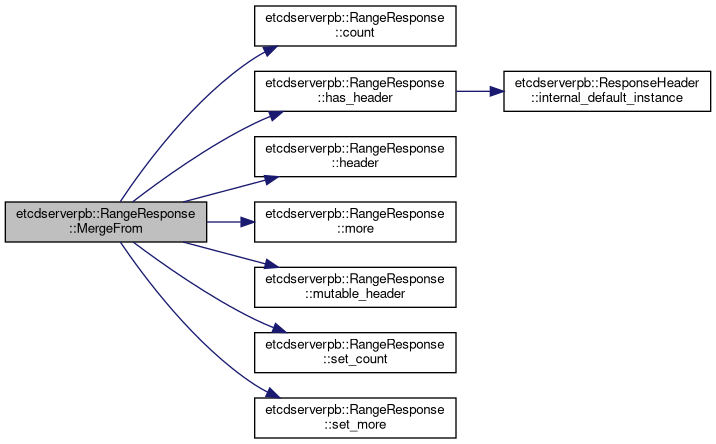 etcdserverpb::RangeResponse
::MergeFrom
etcdserverpb::RangeResponse
::count
etcdserverpb::RangeResponse
::has_header
etcdserverpb::ResponseHeader
::internal_default_instance
etcdserverpb::RangeResponse
::header
etcdserverpb::RangeResponse
::more
etcdserverpb::RangeResponse
::mutable_header
etcdserverpb::RangeResponse
::set_count
etcdserverpb::RangeResponse
::set_more